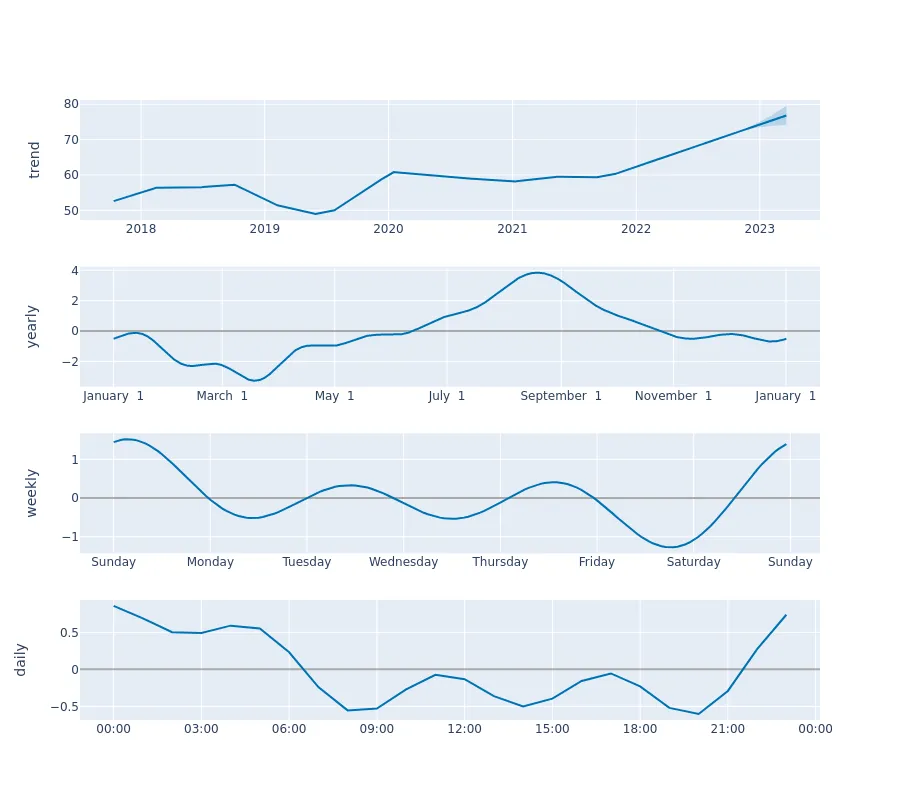 trend
80
70
60
50
2018 2019 2020 2021 2022 2023
yearly
4
2
0
−2
January 1 March 1 May 1 July 1 September 1 November 1 January 1
weekly
1
0
−1
Sunday Monday Tuesday Wednesday Thursday Friday Saturday Sunday
daily
0.5
0
−0.5
00:00 03:00 06:00 09:00 12:00 15:00 18:00 21:00 00:00